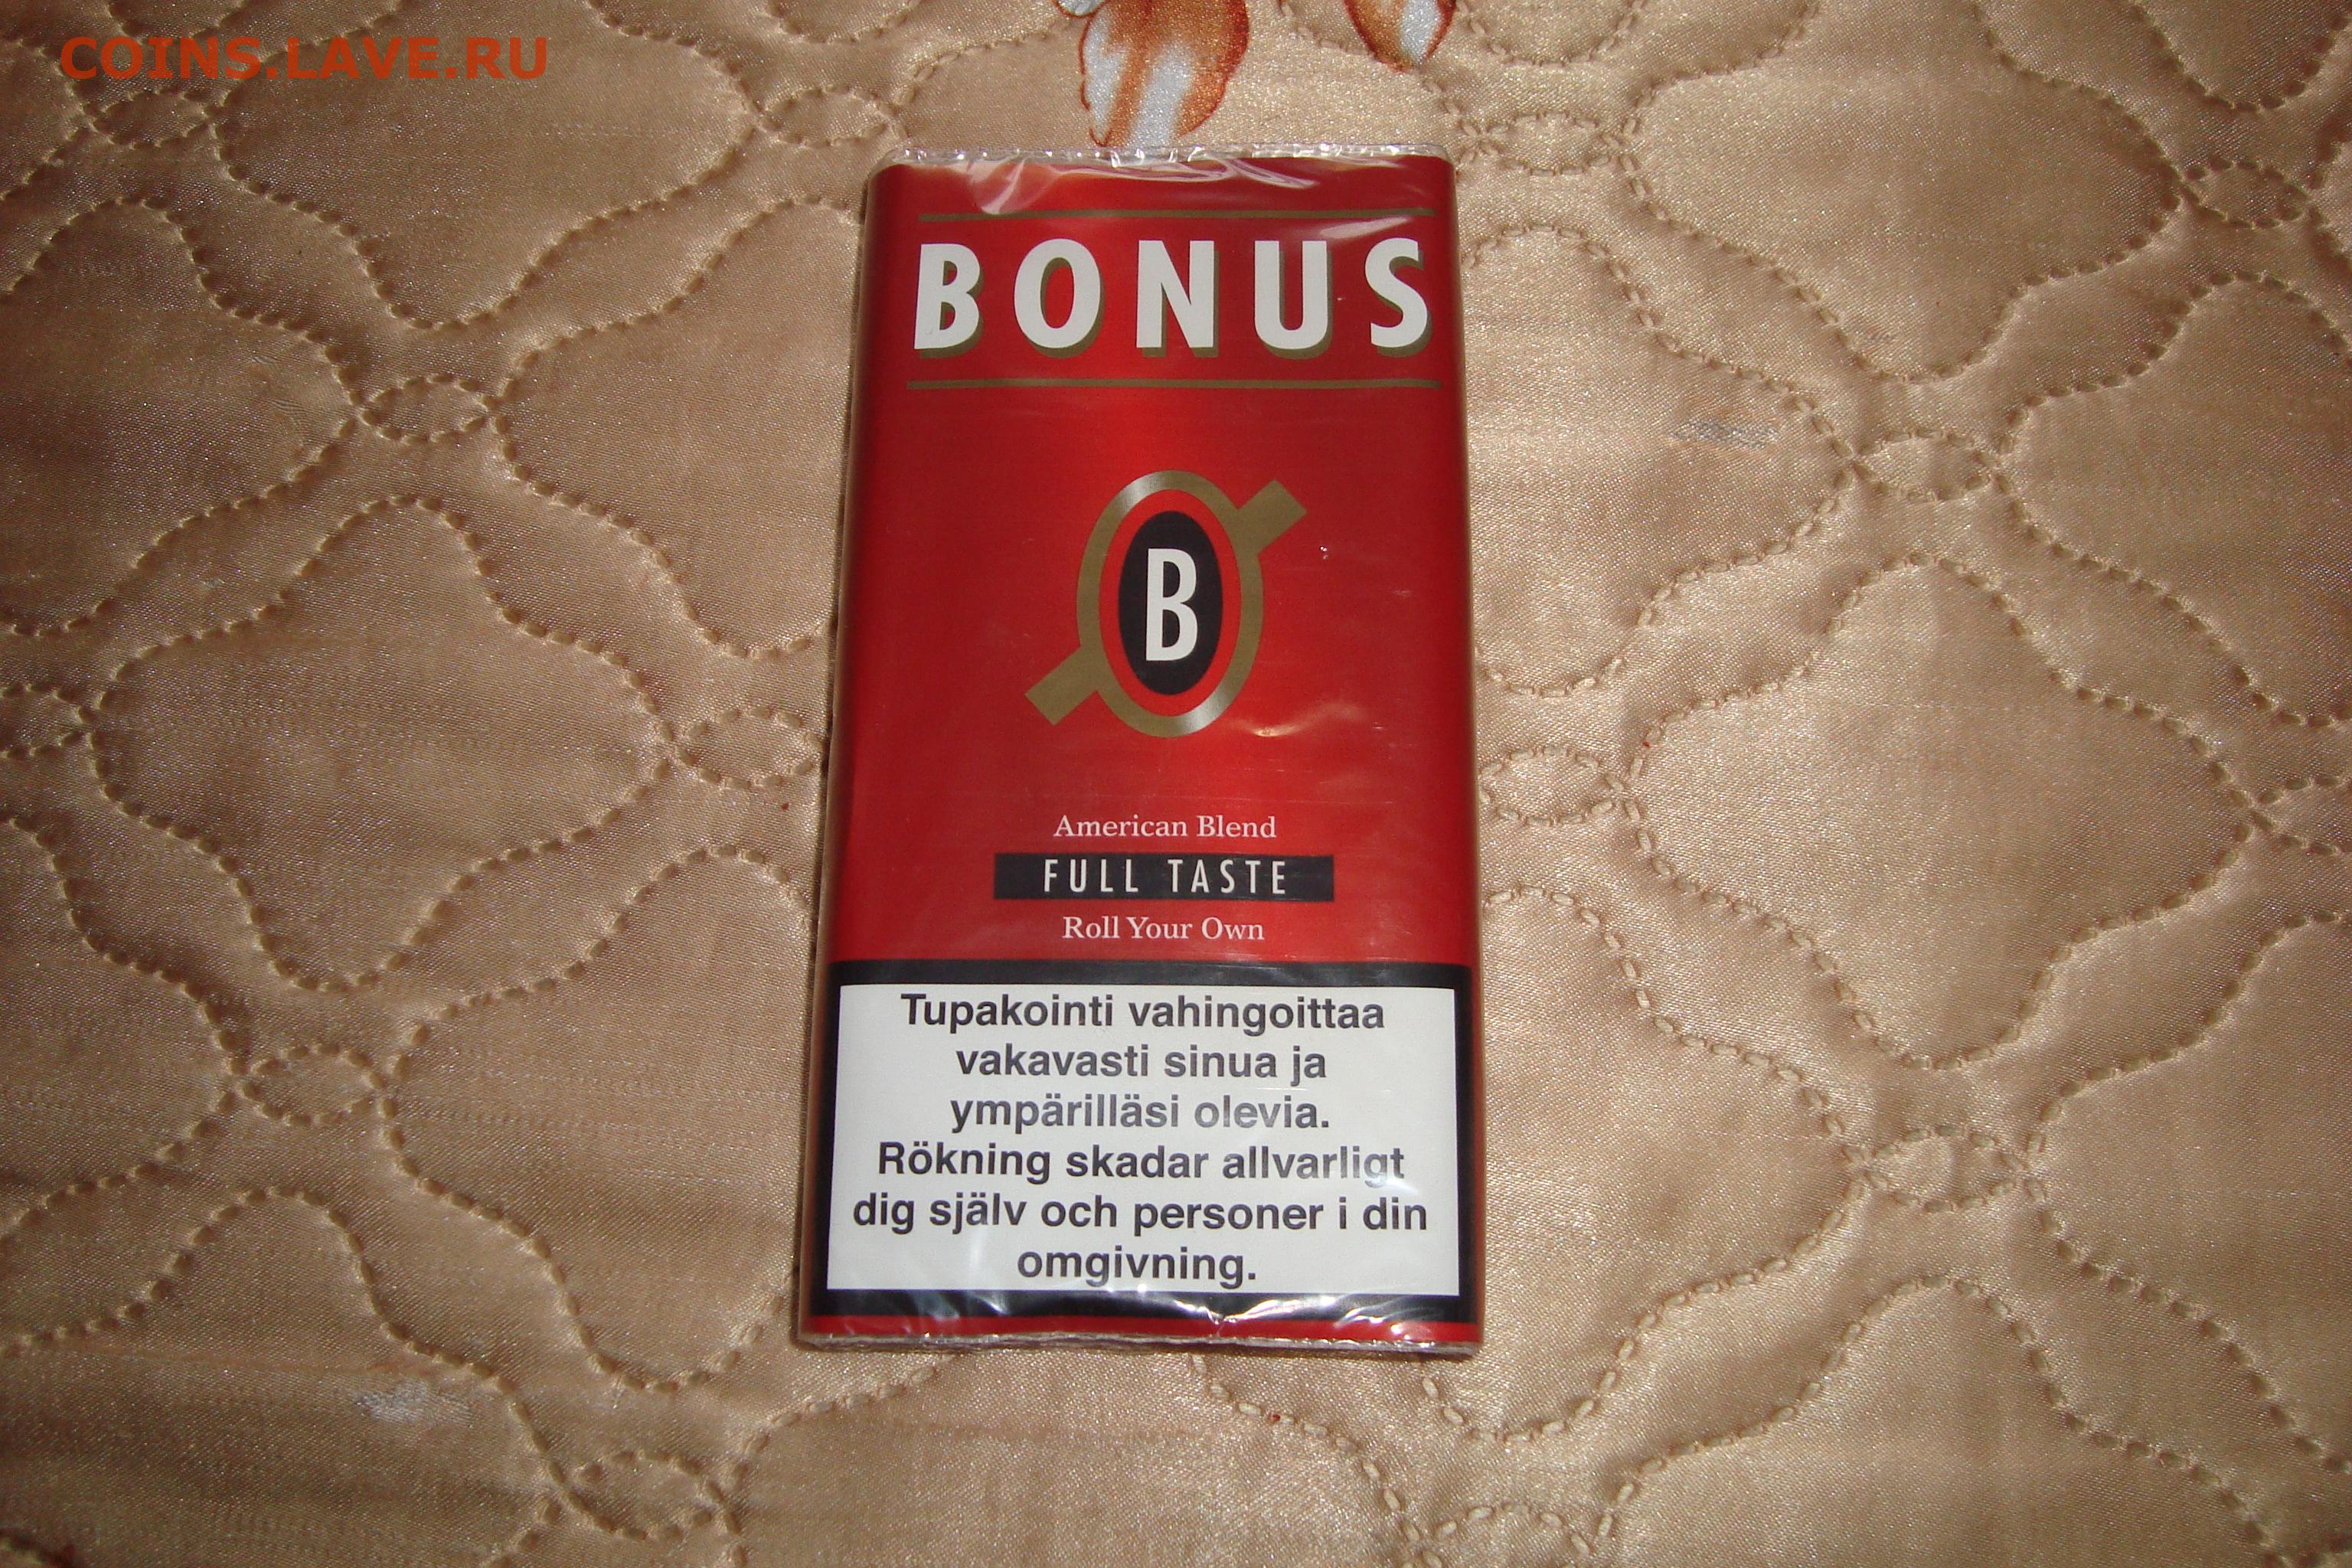 COINS.LAVE.RU
BONUS
B
American Blend
FULL TASTE
Roll Your Own
Tupakointi vahingoittaa
vakavasti sinua ja
ympärilläsi olevia.
Rökning skadar allvarligt
dig själv och personer i din
omgivning.